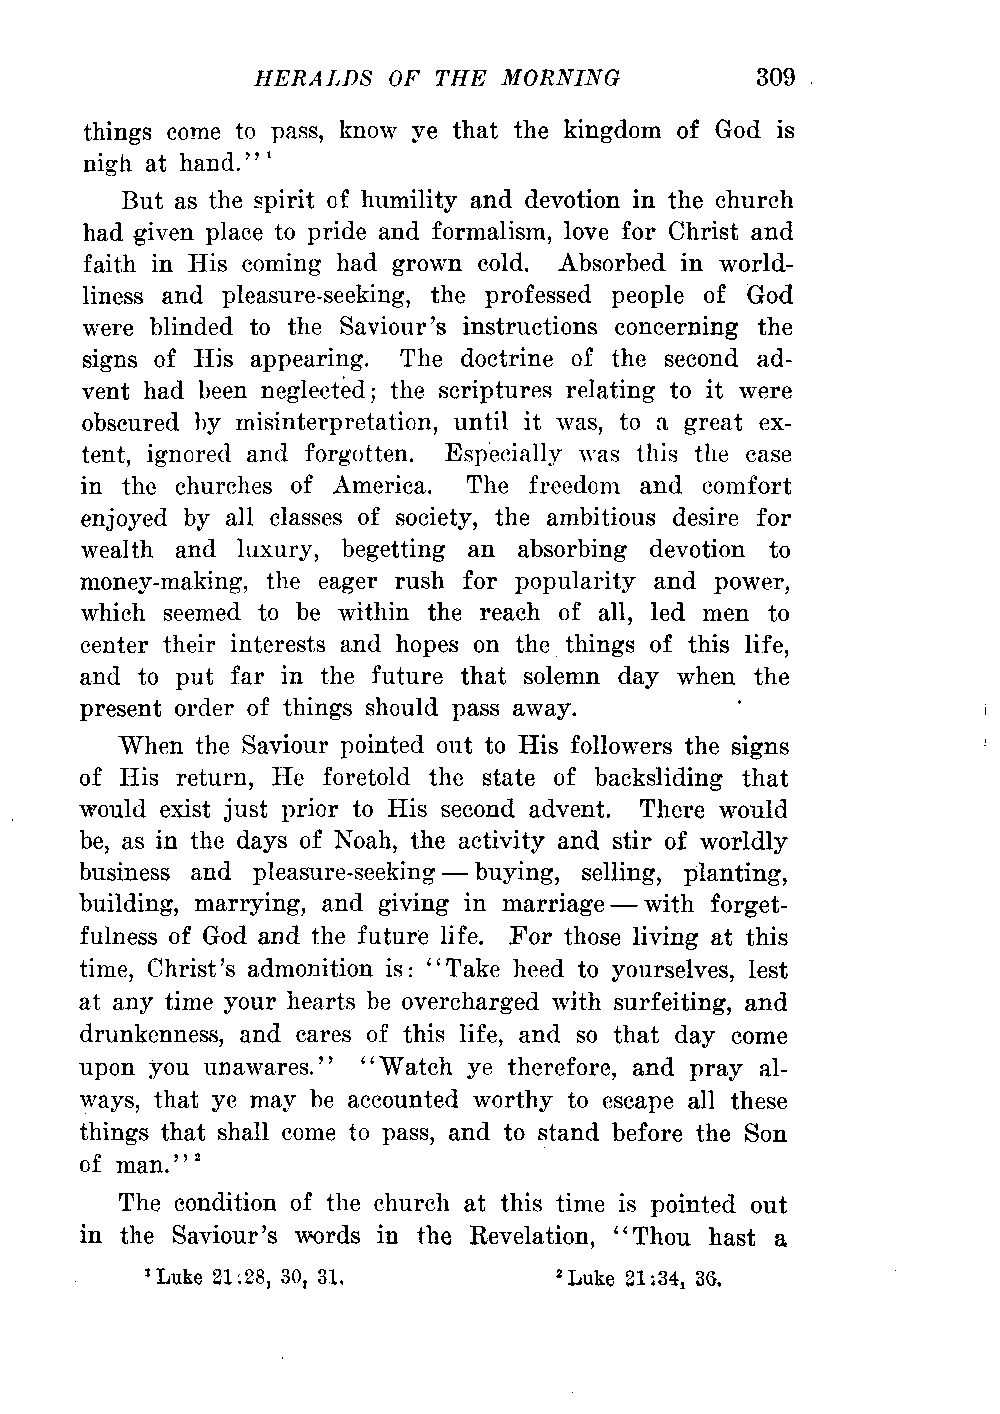 HERALDS OF THE MORNING 309
things come to pass, know ye that the kingdom of God is
nigh at hand.''¹
But as the spirit of humility and devotion in the church
had given place to pride and formalism, love for Christ and
faith in His coming had grown cold. Absorbed in world-
liness and pleasure-seeking, the professed people of God
were blinded to the Saviour's instructions concerning the
signs of His appearing. The doctrine of the second ad-
vent had been neglected; the scriptures relating to it were
obscured by misinterpretation, until it was, to a great ex-
tent, ignored and forgotten. Especially was this the case
in the churches of America. The freedom and comfort
enjoyed by all classes of society, the ambitious desire for
wealth and luxury, begetting an absorbing devotion to
money-making, the eager rush for popularity and power,
which seemed to be within the reach of all, led men to
center their interests and hopes on the things of this life,
and to put far in the future that solemn day when the
present order of things should pass away.
When the Saviour pointed out to His followers the signs
of His return, He foretold the state of backsliding that
would exist just prior to His second advent. There would
be, as in the days of Noah, the activity and stir of worldly
business and pleasure-seeking — buying, selling, planting,
building, marrying, and giving in marriage — with forget-
fulness of God and the future life. For those living at this
time, Christ's admonition is: ''Take heed to yourselves, lest
at any time your hearts be overcharged with surfeiting, and
drunkenness, and cares of this life, and so that day come
upon you unawares.'' ''Watch ye therefore, and pray al-
ways, that ye may be accounted worthy to escape all these
things that shall come to pass, and to stand before the Son
of man.''²
The condition of the church at this time is pointed out
in the Saviour's words in the Revelation, ''Thou hast a
¹Luke 21:28, 30, 31. ²Luke 21:34, 36.